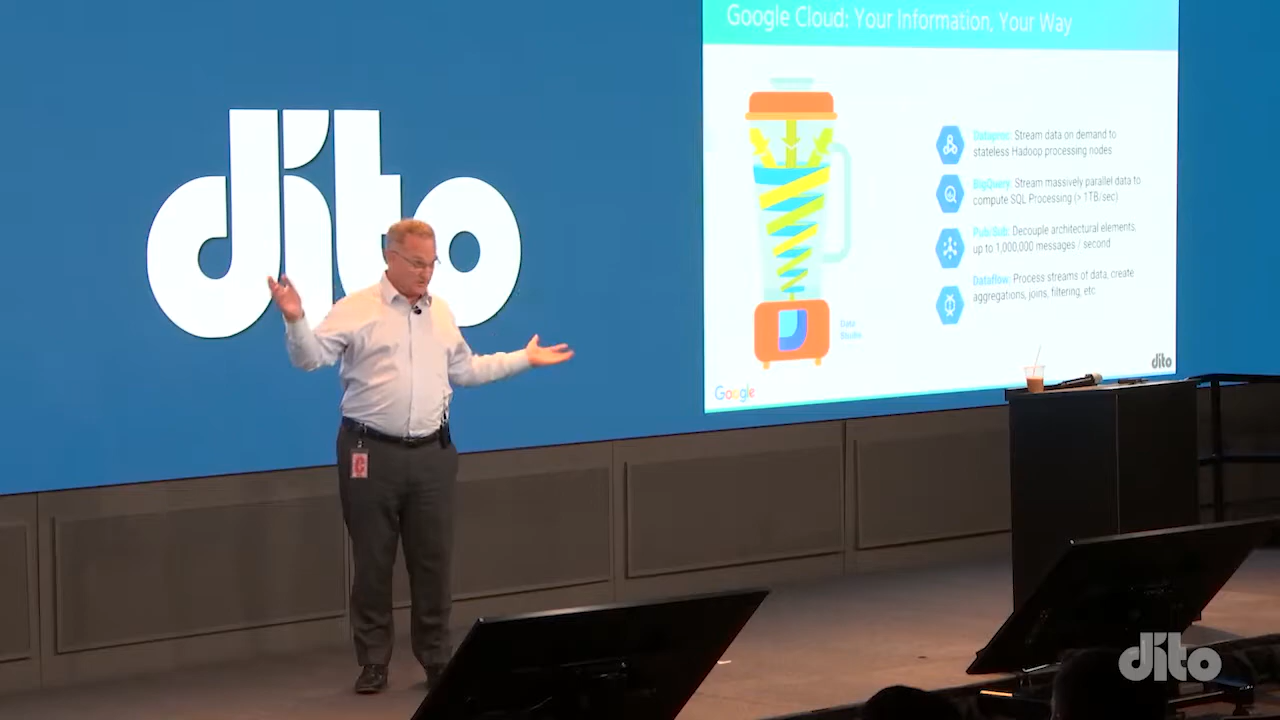 Google Cloud: Your Information, Your Way
dito
Dataproc: Stream data on demand to
stateless Hadoop processing nodes
BigQuery: Stream massively parallel data to
compute SQL Processing (> 1TB/sec)
Pub/Sub: Decouple architectural elements,
up to 1,000,000 messages / second
Dataflow: Process streams of data, create
aggregations, joins, filtering, etc
Data
Studio
Google
dito
dito